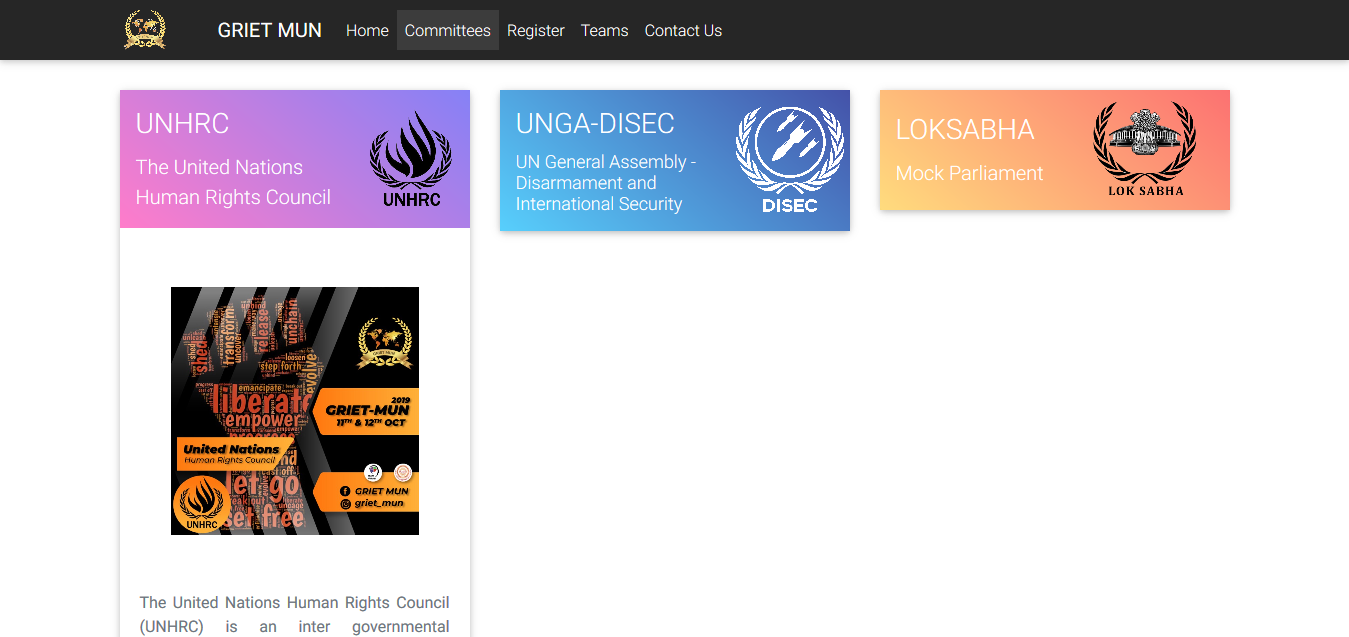 GRIET MUN Home Committees Register Teams Contact Us
UNHRC
The United Nations
Human Rights Council
UNHRC
UNGA-DISEC
UN General Assembly -
Disarmament and
International Security
DISEC
LOKSABHA
Mock Parliament
LOK SABHA
unchain
release
transform
shed
loosen
step forth
evolve
emancipate
liberate
empower
GRIET MUN
2019
GRIET-MUN
11TH & 12TH OCT
United Nations
Human Rights Council
let go
set free
UNHRC
GRIET MUN
griet_mun
The United Nations Human Rights Council
(UNHRC) is an inter governmental